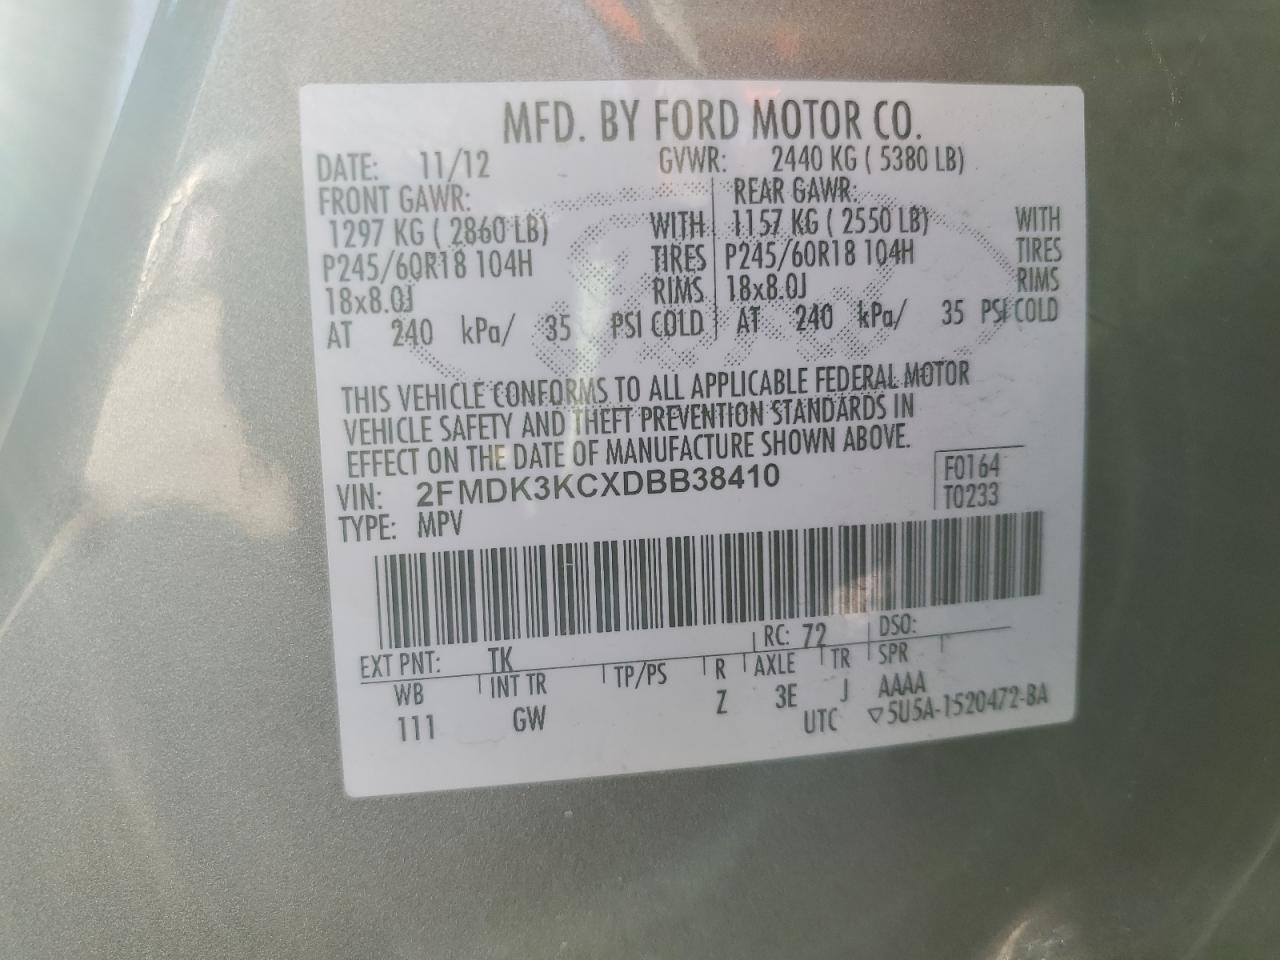 MFD. BY FORD MOTOR CO.
DATE: 11/12 GVWR: 2440 KG ( 5380 LB)
FRONT GAWR: REAR GAWR:
1297 KG ( 2860 LB) WITH 1157 KG ( 2550 LB) WITH
P245/60R18 104H TIRES P245/60R18 104H TIRES
18x8.0J RIMS 18x8.0J RIMS
AT 240 kPa/ 35 PSI COLD AT 240 kPa/ 35 PSI COLD
THIS VEHICLE CONFORMS TO ALL APPLICABLE FEDERAL MOTOR
VEHICLE SAFETY AND THEFT PREVENTION STANDARDS IN
EFFECT ON THE DATE OF MANUFACTURE SHOWN ABOVE.
VIN: 2FMDK3KCXDBB38410 F0164
TYPE: MPV T0233
EXT PNT: TK RC: 72 DSO:
WB INT TR TP/PS R AXLE TR SPR
111 GW Z 3E J AAAA
UTC ▽5U5A-1520472-BA